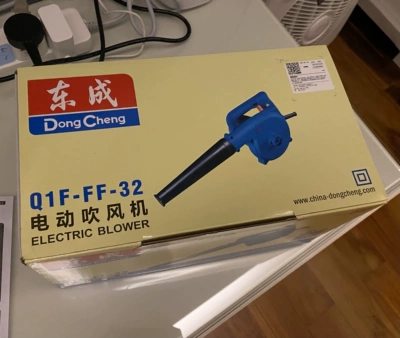 东成
DongCheng
Q1F-FF-32
电动吹风机
ELECTRIC BLOWER
www.china-dongcheng.com